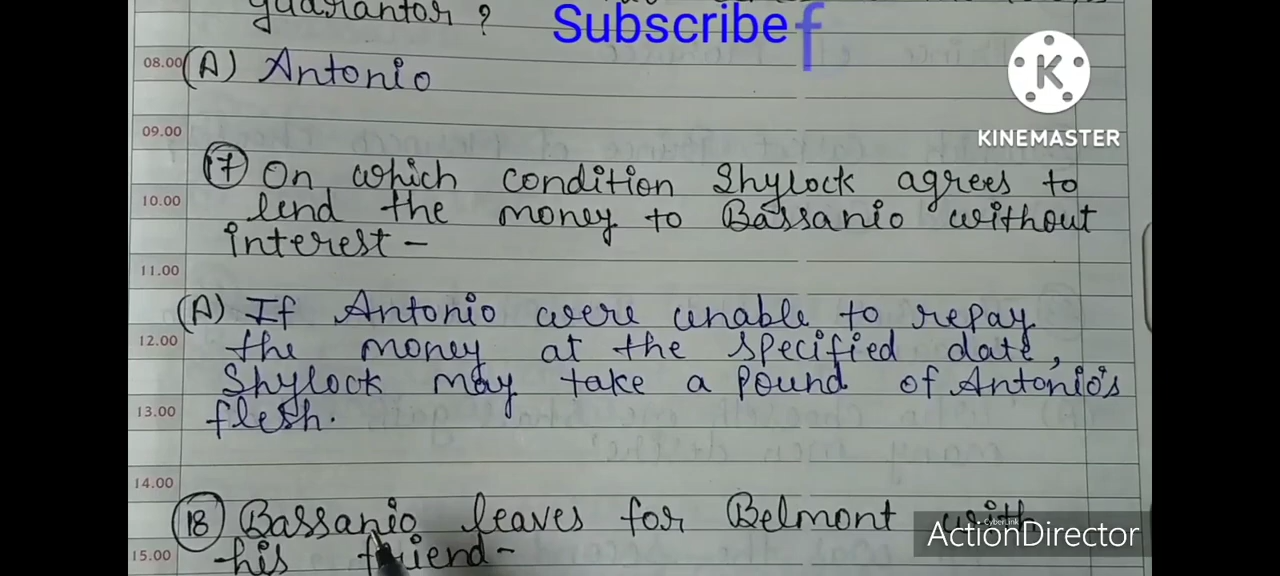 guarantor ?
Subscribe f
08.00 (A) Antonio
KINEMASTER
09.00
17 On which condition Shylock agrees to
10.00 lend the money to Bassanio without
interest -
11.00
(A) If Antonio were unable to repay
12.00 the money at the specified date,
Shylock may take a pound of Antonio's
13.00 flesh.
14.00
18 Bassanio leaves for Belmont with
CyberLink
ActionDirector
15.00 his friend -